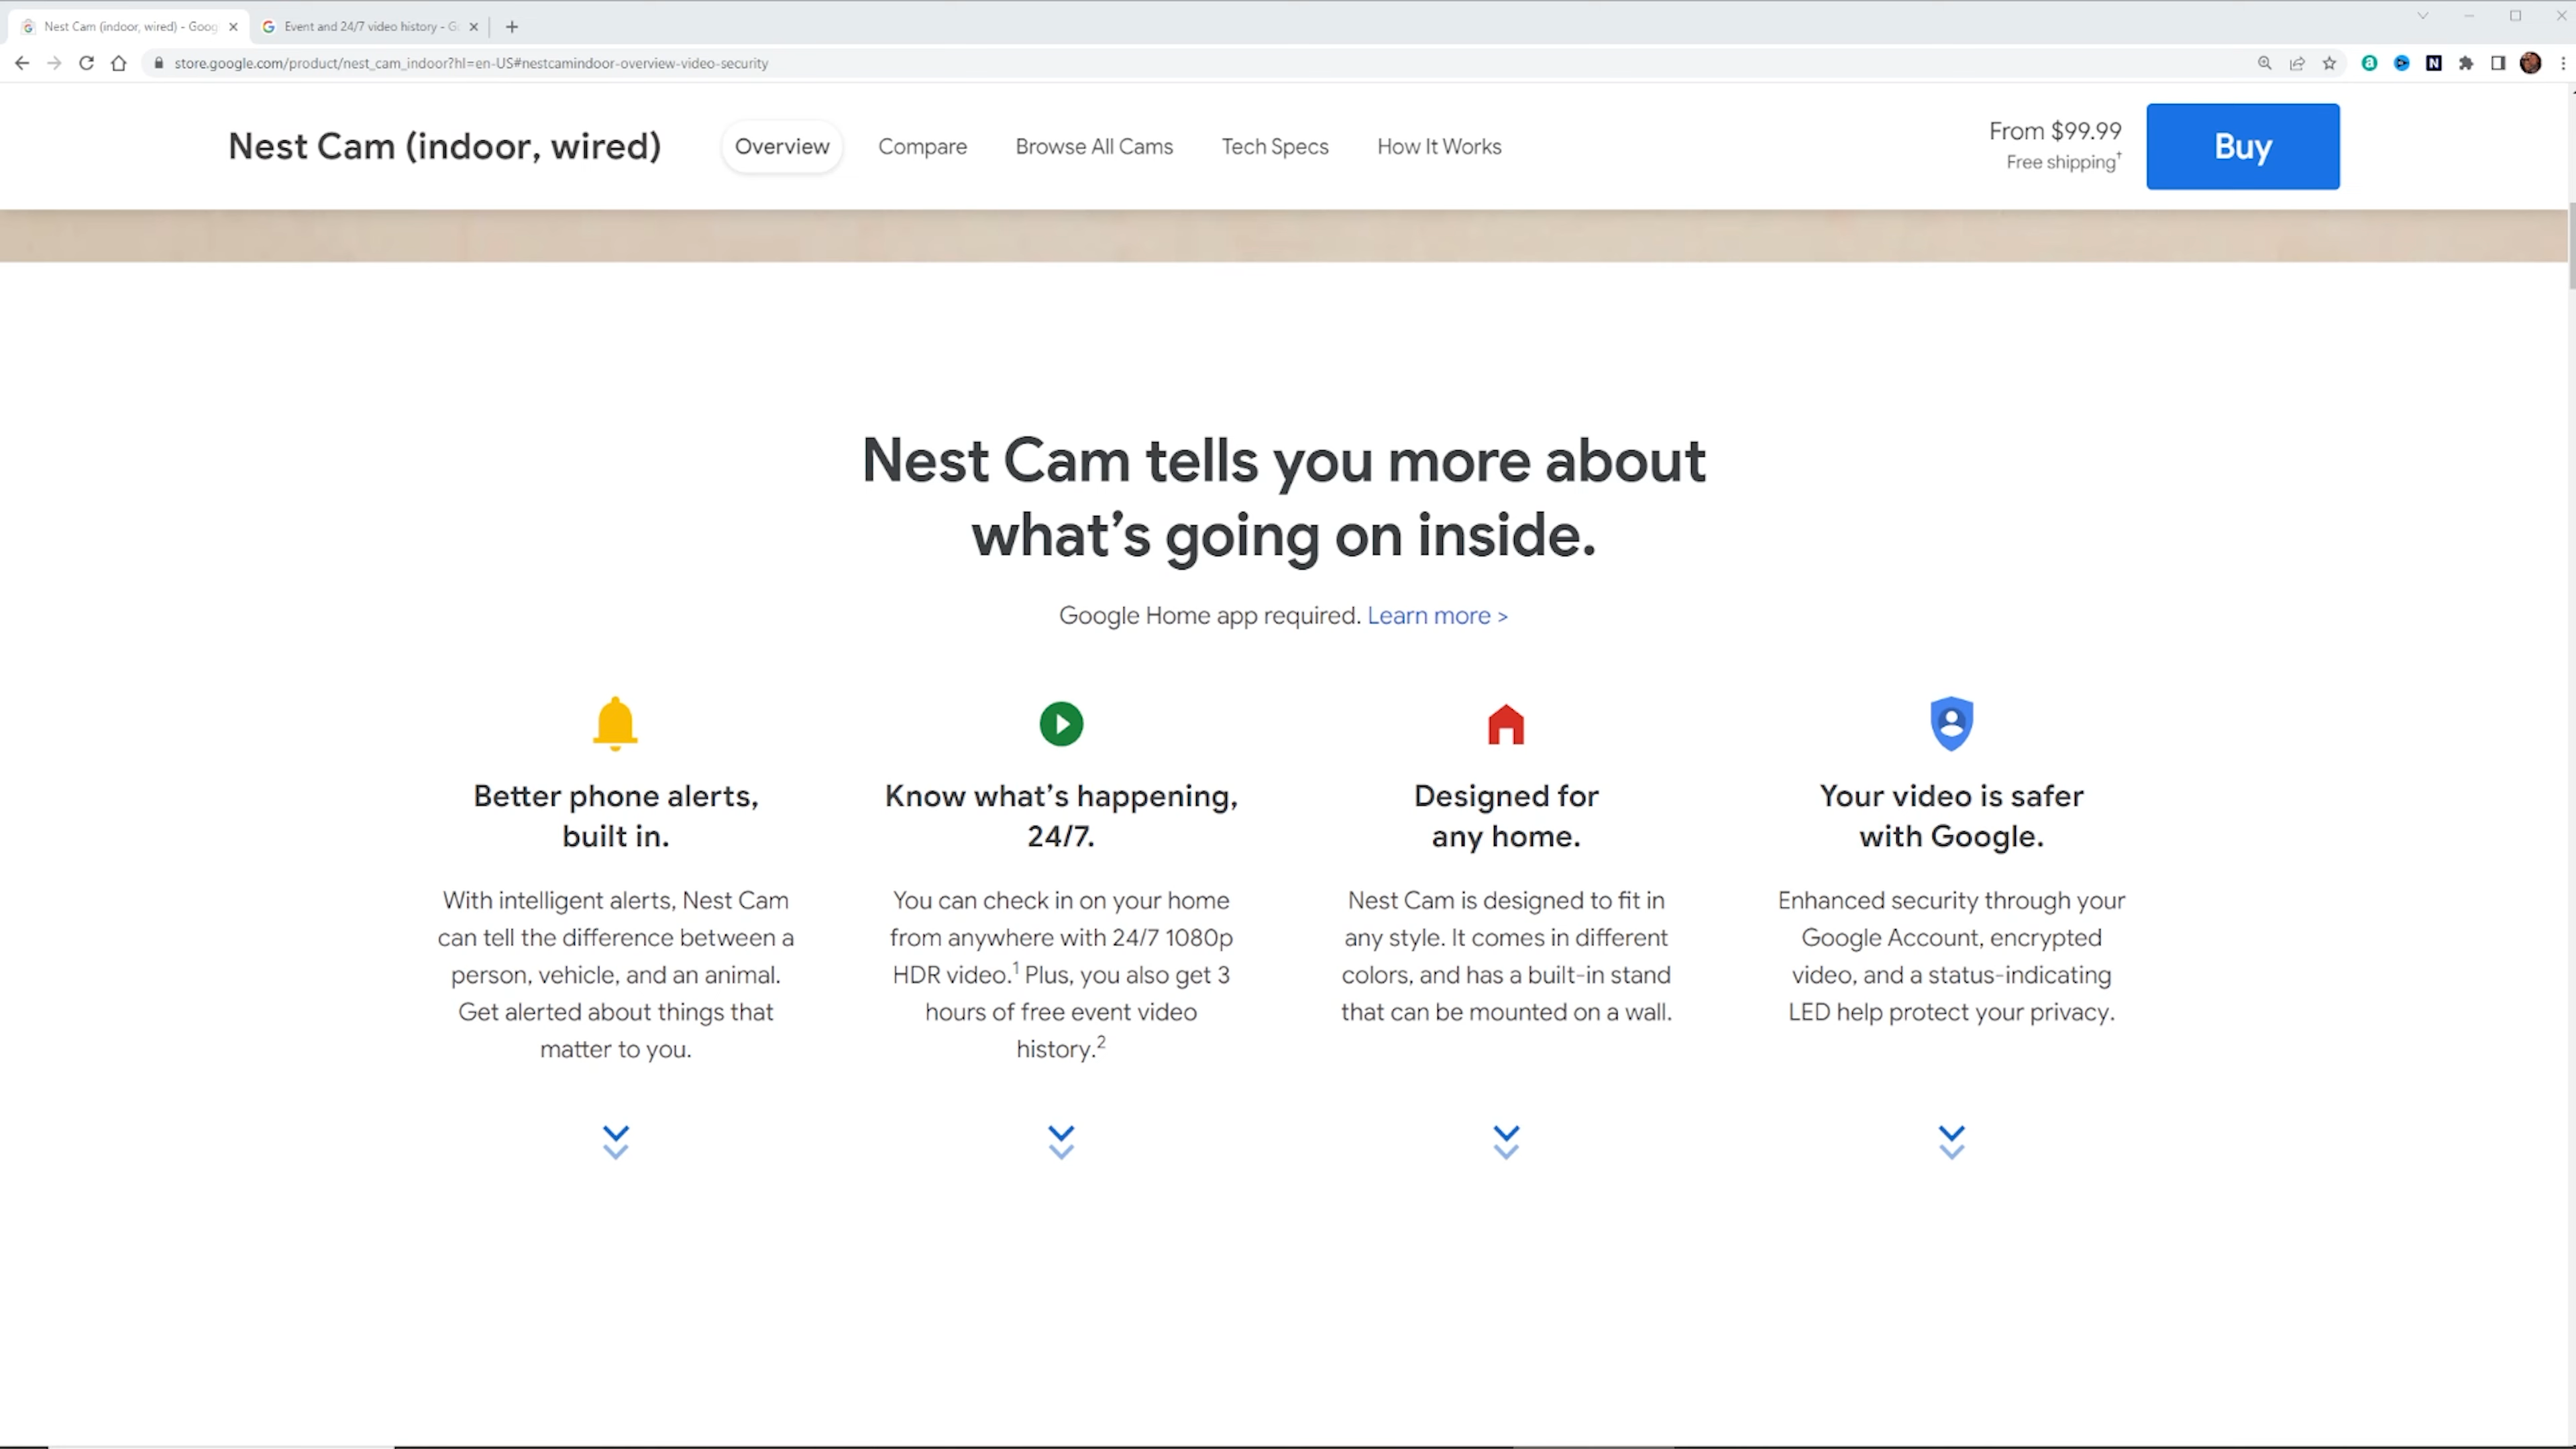 Nest Cam (indoor, wired) - Goog
Event and 24/7 video history - G
store.google.com/product/nest_cam_indoor?hl=en-US#nestcamindoor-overview-video-security
Nest Cam (indoor, wired)
Overview
Compare
Browse All Cams
Tech Specs
How It Works
From $99.99
Free shipping†
Buy
Nest Cam tells you more about
what's going on inside.
Google Home app required. Learn more >
Better phone alerts,
built in.
With intelligent alerts, Nest Cam
can tell the difference between a
person, vehicle, and an animal.
Get alerted about things that
matter to you.
Know what's happening,
24/7.
You can check in on your home
from anywhere with 24/7 1080p
HDR video.1 Plus, you also get 3
hours of free event video
history.2
Designed for
any home.
Nest Cam is designed to fit in
any style. It comes in different
colors, and has a built-in stand
that can be mounted on a wall.
Your video is safer
with Google.
Enhanced security through your
Google Account, encrypted
video, and a status-indicating
LED help protect your privacy.